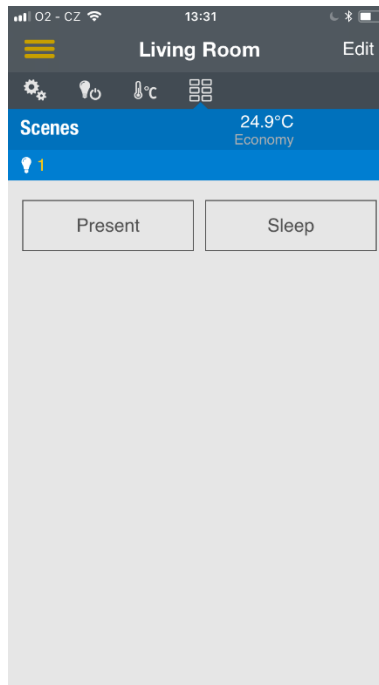 O2 - CZ 13:31
Living Room Edit
°C
Scenes 24.9°C
Economy
1
Present Sleep